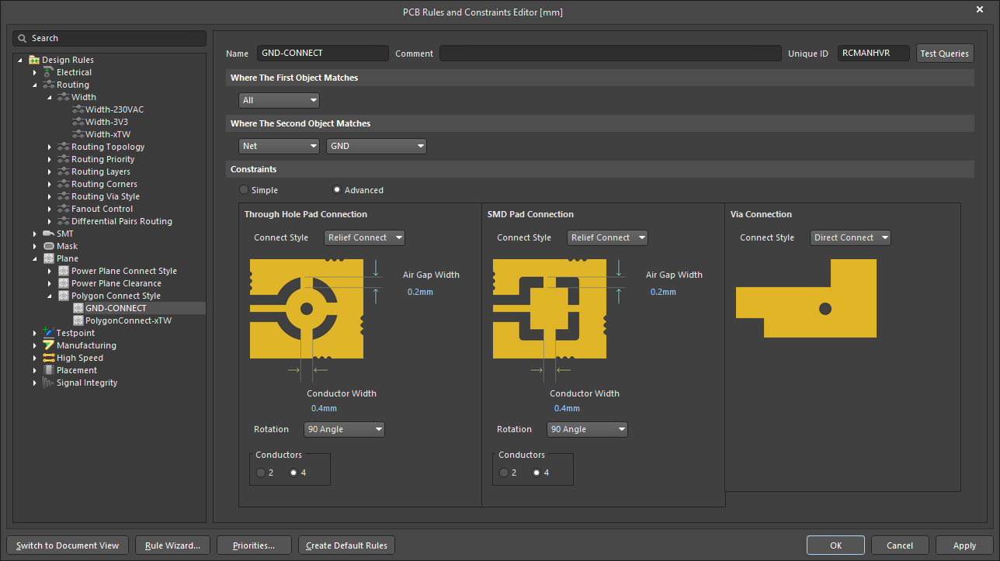 PCB Rules and Constraints Editor [mm]
Search
Design Rules
Electrical
Routing
Width
Width-230VAC
Width-3V3
Width-xTW
Routing Topology
Routing Priority
Routing Layers
Routing Corners
Routing Via Style
Fanout Control
Differential Pairs Routing
SMT
Mask
Plane
Power Plane Connect Style
Power Plane Clearance
Polygon Connect Style
GND-CONNECT
PolygonConnect-xTW
Testpoint
Manufacturing
High Speed
Placement
Signal Integrity
Name GND-CONNECT Comment Unique ID RCMANHVR Test Queries
Where The First Object Matches
All
Where The Second Object Matches
Net GND
Constraints
Simple Advanced
Through Hole Pad Connection
Connect Style Relief Connect
Air Gap Width
0.2mm
Conductor Width
0.4mm
Rotation 90 Angle
Conductors
2 4
SMD Pad Connection
Connect Style Relief Connect
Air Gap Width
0.2mm
Conductor Width
0.4mm
Rotation 90 Angle
Conductors
2 4
Via Connection
Connect Style Direct Connect
Switch to Document View Rule Wizard... Priorities... Create Default Rules OK Cancel Apply